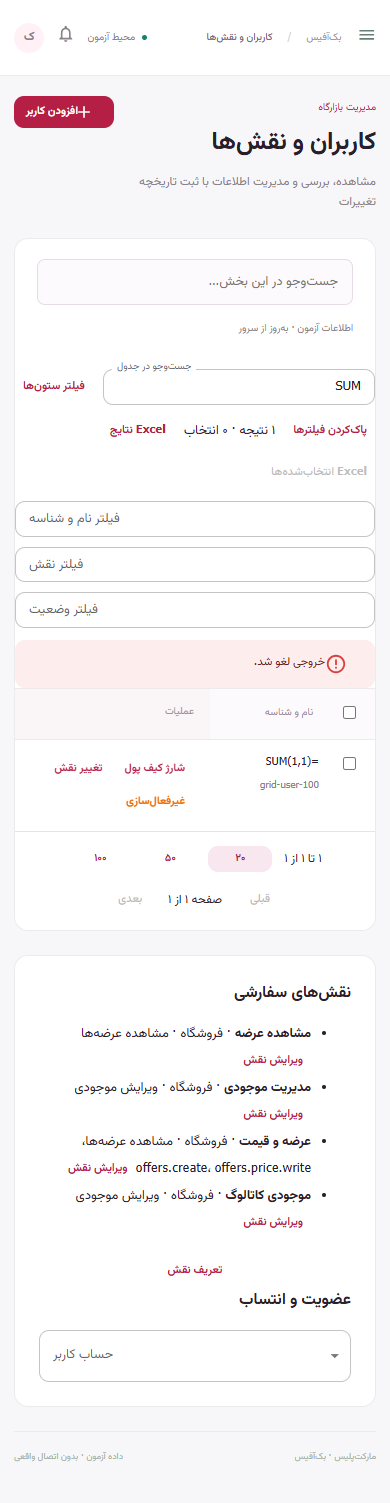 بک‌آفیس / کاربران و نقش‌ها
محیط آزمون
ک
مدیریت بازارگاه
کاربران و نقش‌ها
افزودن کاربر
مشاهده، بررسی و مدیریت اطلاعات با ثبت تاریخچه
تغییرات
جست‌وجو در این بخش...
اطلاعات آزمون · به‌روز از سرور
جست‌وجو در جدول
SUM
فیلتر ستون‌ها
پاک‌کردن فیلترها
۱ نتیجه · ۰ انتخاب
Excel نتایج
Excel انتخاب‌شده‌ها
فیلتر نام و شناسه
فیلتر نقش
فیلتر وضعیت
خروجی لغو شد.
نام و شناسه
عملیات
=SUM(1,1)
grid-user-100
شارژ کیف پول
تغییر نقش
غیرفعال‌سازی
۱ تا ۱ از ۱
۲۰
۵۰
۱۰۰
قبلی
صفحه ۱ از ۱
بعدی
نقش‌های سفارشی
مشاهده عرضه · فروشگاه · مشاهده عرضه‌ها
ویرایش نقش
مدیریت موجودی · فروشگاه · ویرایش موجودی
ویرایش نقش
عرضه و قیمت · فروشگاه · مشاهده عرضه‌ها،
offers.create، offers.price.write ویرایش نقش
موجودی کاتالوگ · فروشگاه · ویرایش موجودی
ویرایش نقش
تعریف نقش
عضویت و انتساب
حساب کاربر
مارکت‌پلیس · بک‌آفیس
داده آزمون · بدون اتصال واقعی